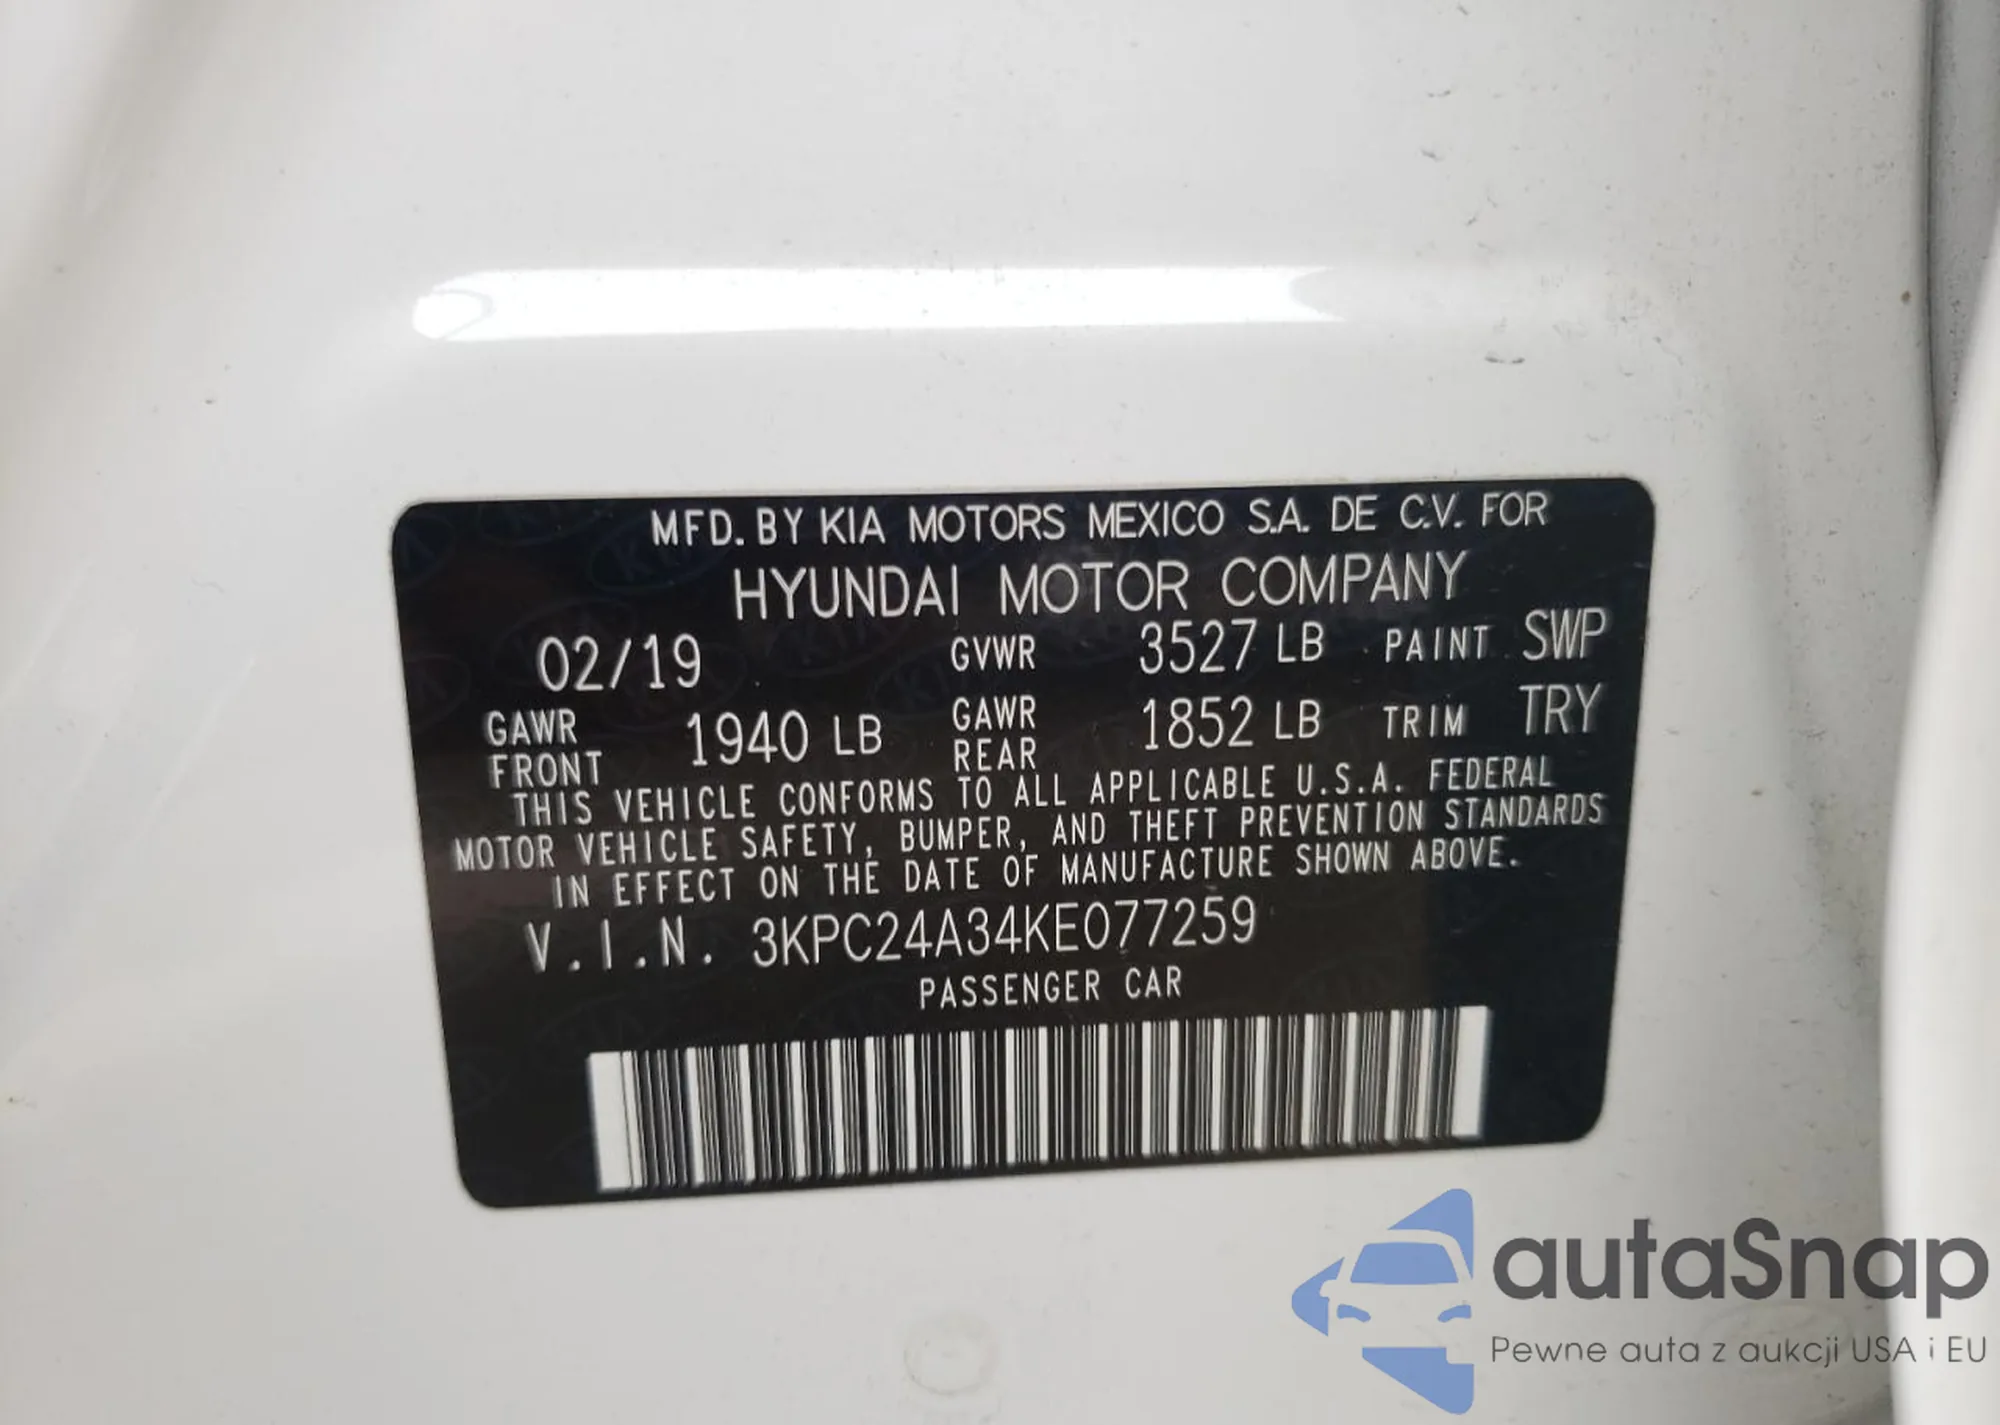 MFD. BY KIA MOTORS MEXICO S.A. DE C.V. FOR
HYUNDAI MOTOR COMPANY
02/19 GVWR 3527 LB PAINT SWP
GAWR FRONT 1940 LB GAWR REAR 1852 LB TRIM TRY
THIS VEHICLE CONFORMS TO ALL APPLICABLE U.S.A. FEDERAL
MOTOR VEHICLE SAFETY, BUMPER, AND THEFT PREVENTION STANDARDS
IN EFFECT ON THE DATE OF MANUFACTURE SHOWN ABOVE.
V.I.N. 3KPC24A34KE077259
PASSENGER CAR
autaSnap
Pewne auta z aukcji USA i EU